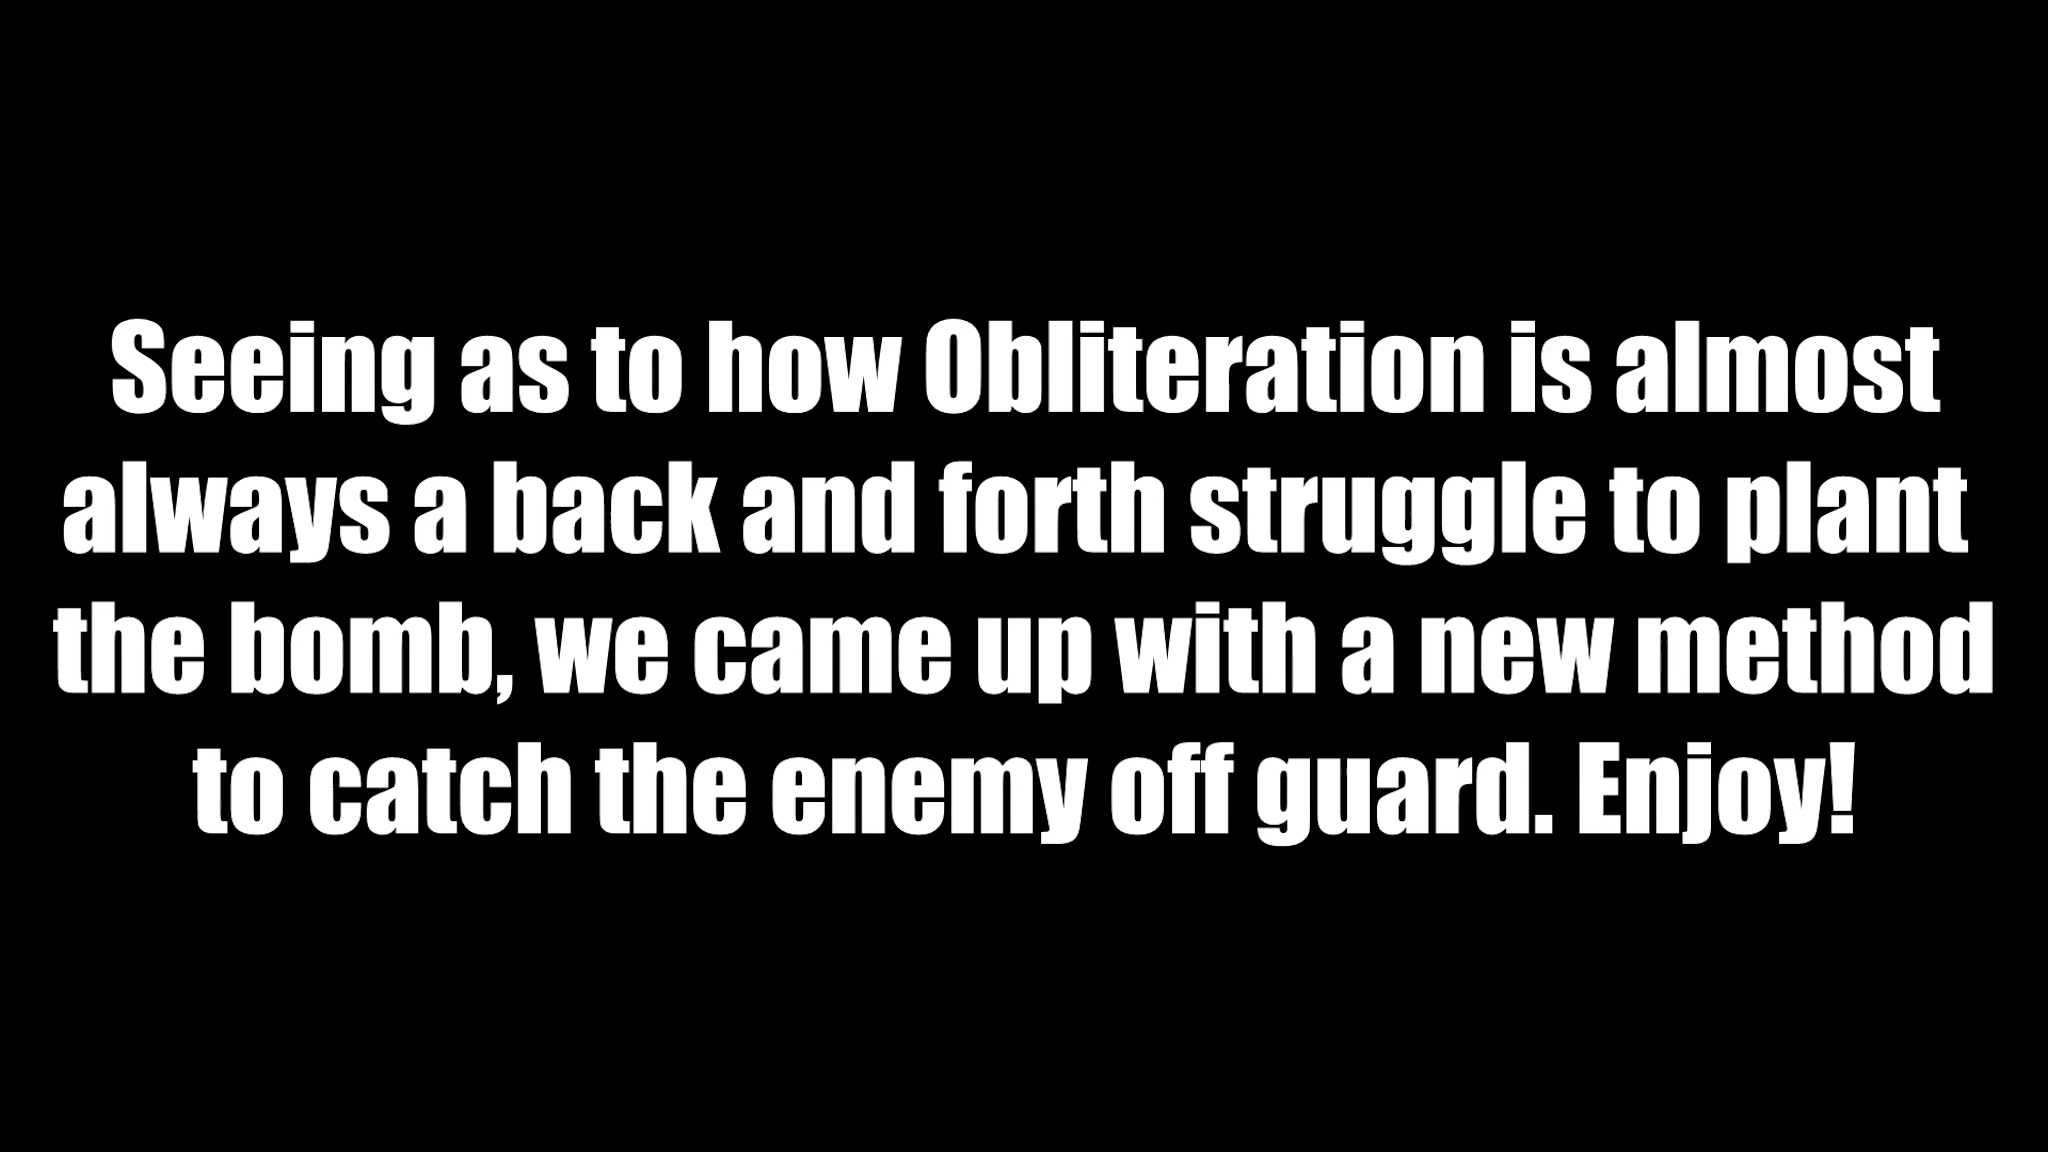 Seeing as to how Obliteration is almost
always a back and forth struggle to plant
the bomb, we came up with a new method
to catch the enemy off guard. Enjoy!